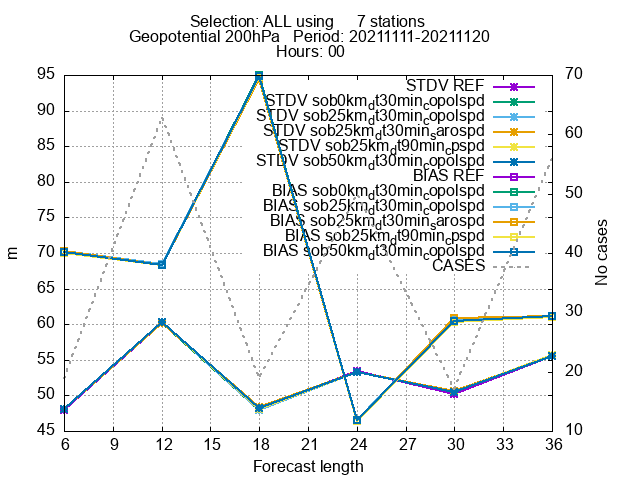 Selection: ALL using 7 stations
Geopotential 200hPa Period: 20211111-20211120
Hours: 00
95
90
85
80
75
70
65
60
55
50
45
m
70
60
50
40
30
20
10
No cases
STDV REF
STDV sob0km_dt30min_copolspd
STDV sob25km_dt30min_copolspd
STDV sob25km_dt30min_sarospd
STDV sob25km_dt90min_cpspd
STDV sob50km_dt30min_copolspd
BIAS REF
BIAS sob0km_dt30min_copolspd
BIAS sob25km_dt30min_copolspd
BIAS sob25km_dt30min_sarospd
BIAS sob25km_dt90min_cpspd
BIAS sob50km_dt30min_copolspd
CASES
6 9 12 15 18 21 24 27 30 33 36
Forecast length